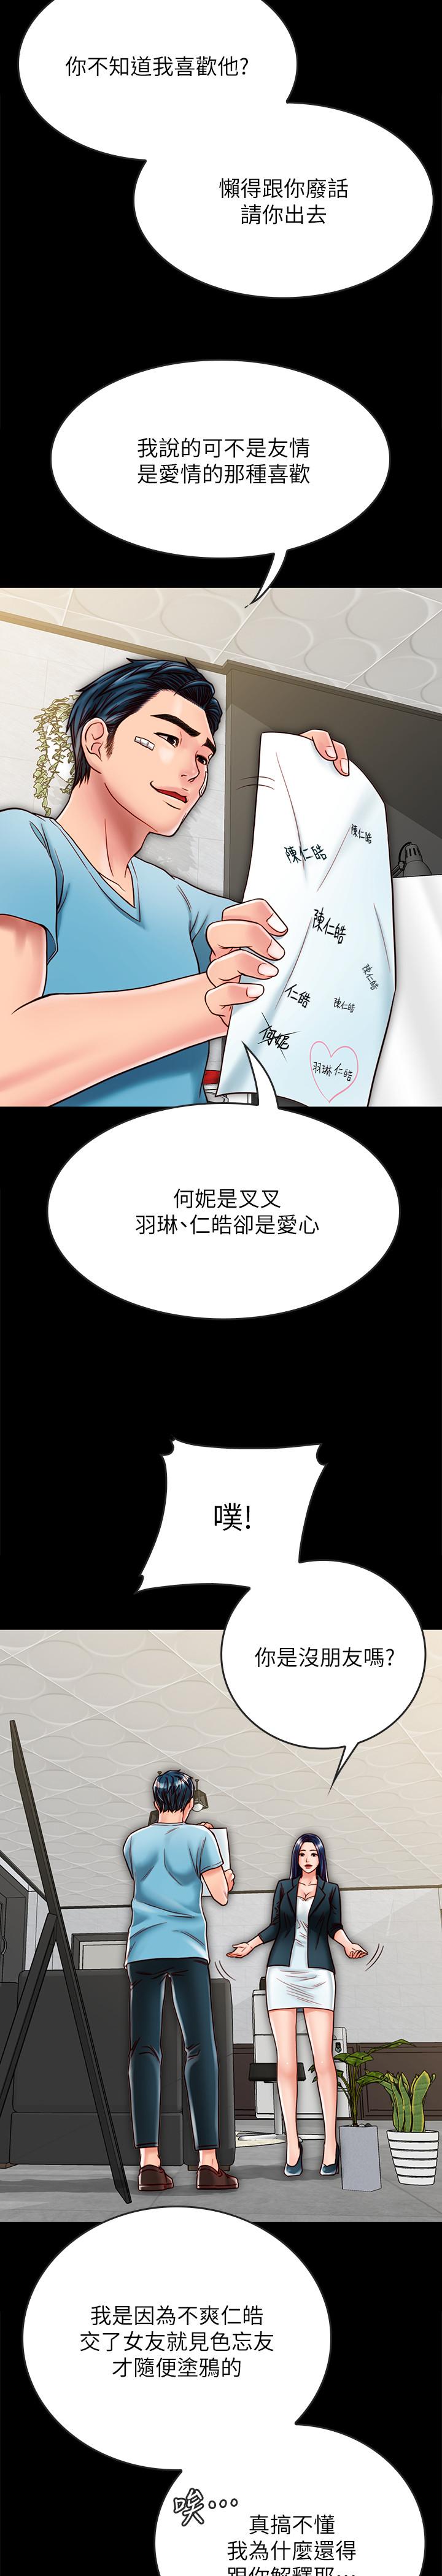 你不知道我喜歡他?
懶得跟你廢話
請你出去
我說的可不是友情
是愛情的那種喜歡
陳仁皓
陳仁皓
陳仁皓
陳仁皓
仁皓
陳仁皓
何妮
羽琳 仁皓
何妮是叉叉
羽琳、仁皓卻是愛心
噗!
你是沒朋友嗎?
我是因為不爽仁皓
交了女友就見色忘友
才隨便塗鴉的
唉…
真搞不懂
我為什麼還得
跟你解釋耶…